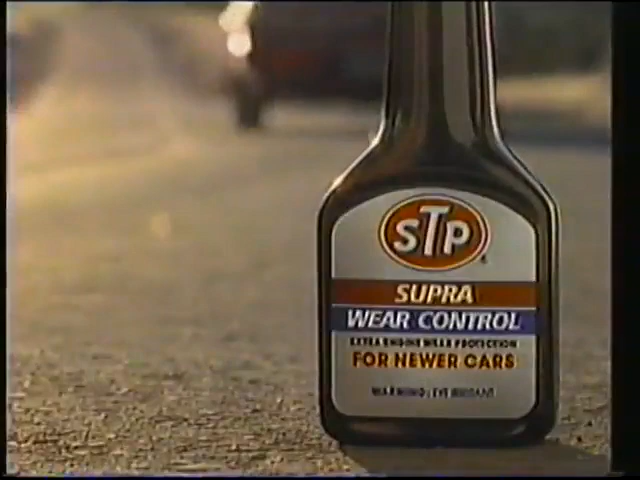 STP
SUPRA
WEAR CONTROL
EXTRA ENGINE WEAR PROTECTION
FOR NEWER CARS
WARNING: EYE IRRITANT